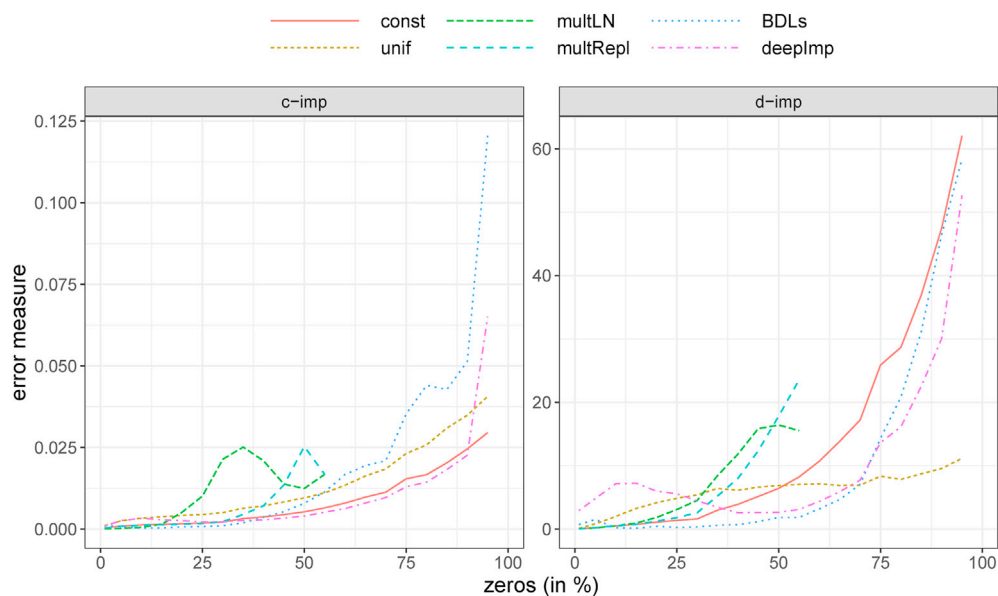 const multLN BDLs
unif multRepl deepImp
c−imp d−imp
0.125
0.100
0.075
0.050
0.025
0.000
60
40
20
0
error measure
0 25 50 75 100 0 25 50 75 100
zeros (in %)